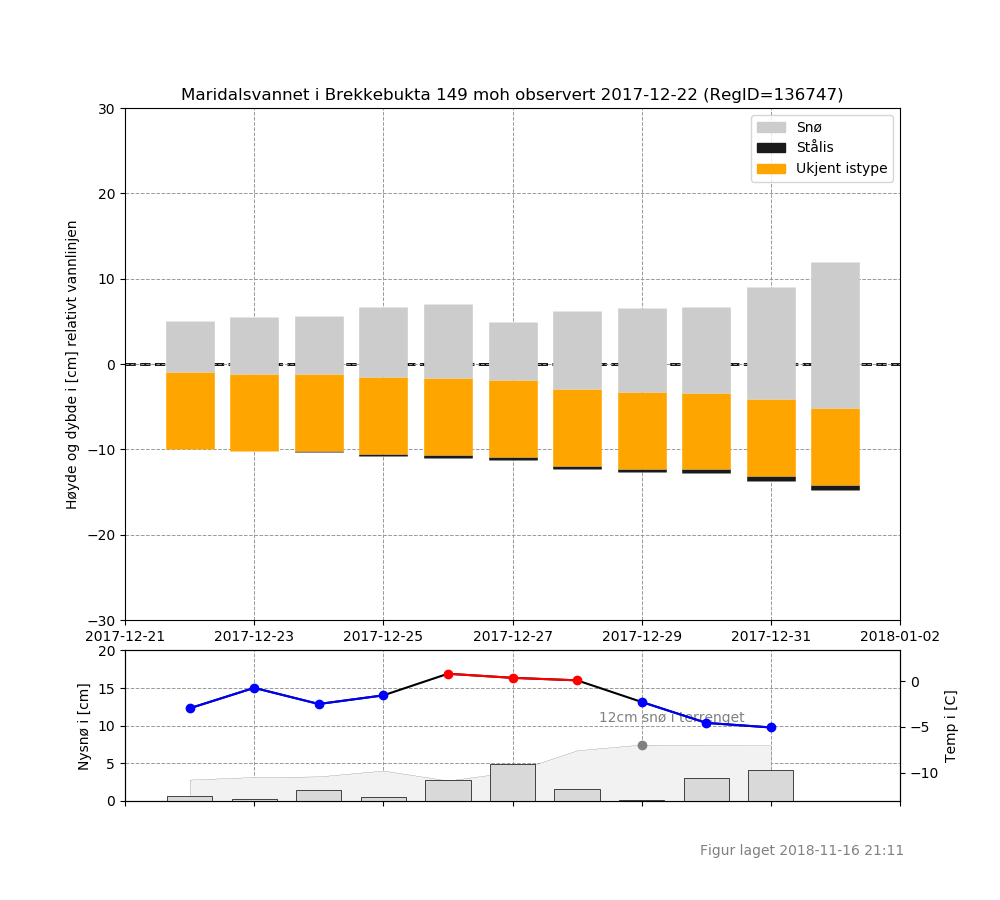 Maridalsvannet i Brekkebukta 149 moh observert 2017-12-22 (RegID=136747)
Høyde og dybde i [cm] relativt vannlinjen
30
20
10
0
−10
−20
−30
Snø
Stålis
Ukjent istype
2017-12-21 2017-12-23 2017-12-25 2017-12-27 2017-12-29 2017-12-31 2018-01-02
Nysnø i [cm]
20
15
10
5
0
12cm snø i terrenget
0
−5
−10
Temp i [C]
Figur laget 2018-11-16 21:11